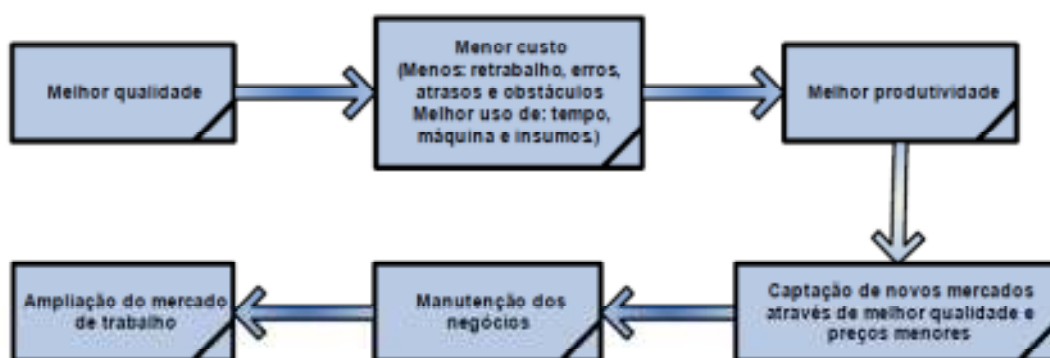 Melhor qualidade
Menor custo
(Menos: retrabalho, erros,
atrasos e obstáculos
Melhor uso de: tempo,
máquina e insumos.)
Melhor produtividade
Captação de novos mercados
através de melhor qualidade e
preços menores
Manutenção dos
negócios
Ampliação do mercado
de trabalho